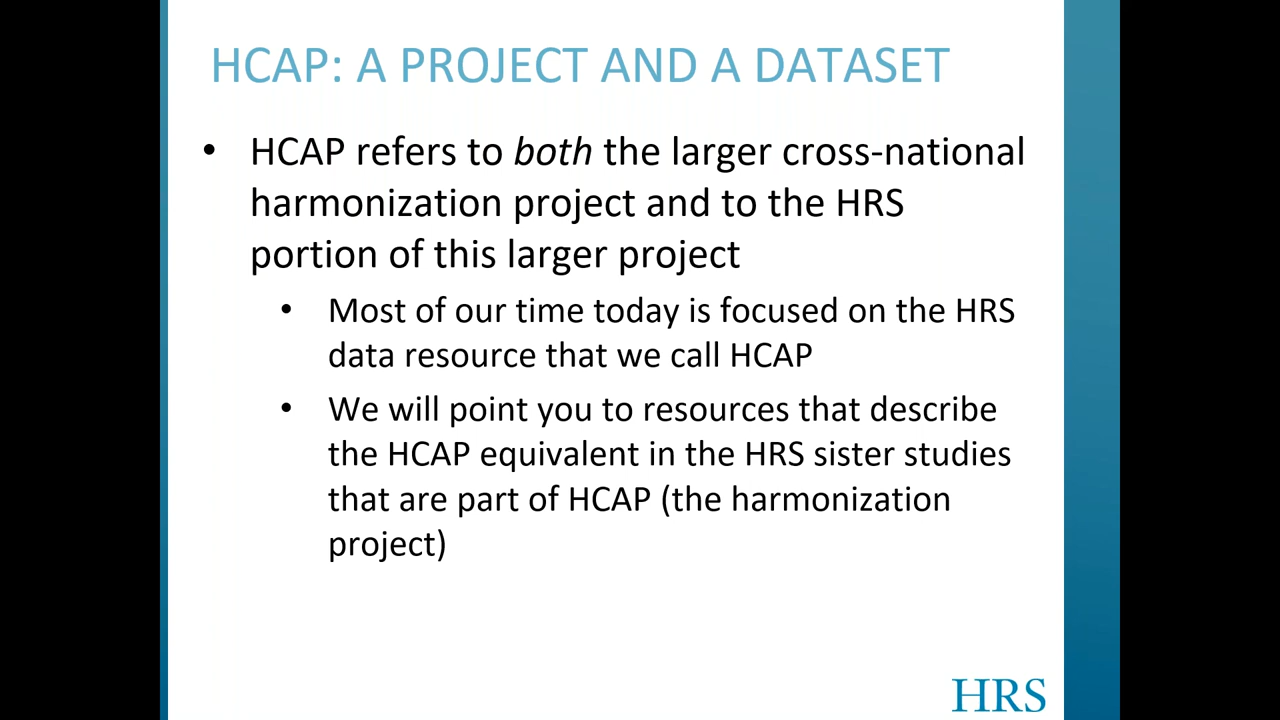 HCAP: A PROJECT AND A DATASET
• HCAP refers to both the larger cross-national
harmonization project and to the HRS
portion of this larger project
• Most of our time today is focused on the HRS
data resource that we call HCAP
• We will point you to resources that describe
the HCAP equivalent in the HRS sister studies
that are part of HCAP (the harmonization
project)
HRS